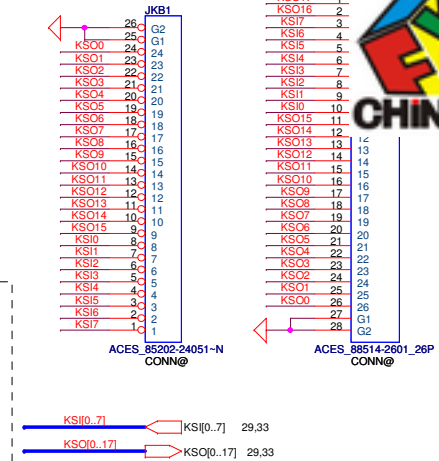 JKB1
26 G2
25 G1
KSO0 24 24
KSO1 23 23
KSO2 22 22
KSO3 21 21
KSO4 20 20
KSO5 19 19
KSO6 18 18
KSO7 17 17
KSO8 16 16
KSO9 15 15
KSO10 14 14
KSO11 13 13
KSO12 12 12
KSO13 11 11
KSO14 10 10
KSO15 9 9
KSI0 8 8
KSI1 7 7
KSI2 6 6
KSI3 5 5
KSI4 4 4
KSI5 3 3
KSI6 2 2
KSI7 1 1
ACES_85202-24051~N
CONN@
KSO16 2
KSI7 3
KSI6 4
KSI5 5
KSI4 6
KSI3 7
KSI2 8
KSI1 9
KSI0 10
KSO15 11
KSO14 12 12
KSO13 13 13
KSO12 14 14
KSO11 15 15
KSO10 16 16
KSO9 17 17
KSO8 18 18
KSO7 19 19
KSO6 20 20
KSO5 21 21
KSO4 22 22
KSO3 23 23
KSO2 24 24
KSO1 25 25
KSO0 26 26
27 G1
28 G2
ACES_88514-2601_26P
CONN@
CHiN
KSI[0..7] KSI[0..7] 29,33
KSO[0..17] KSO[0..17] 29,33